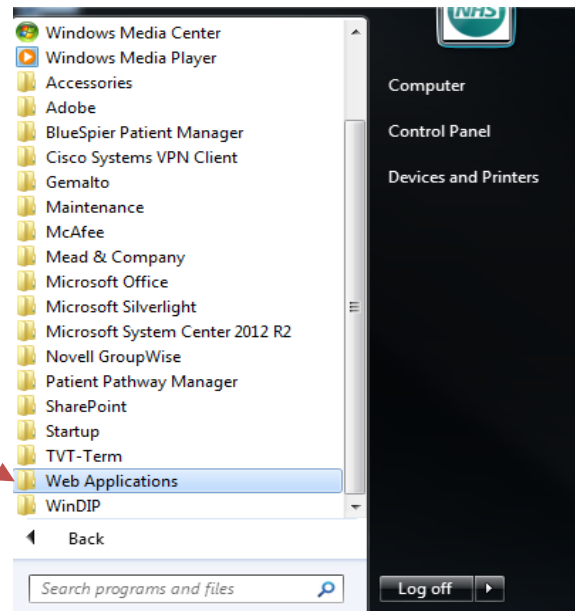 Windows Media Center
Windows Media Player
Accessories
Adobe
BlueSpier Patient Manager
Cisco Systems VPN Client
Gemalto
Maintenance
McAfee
Mead & Company
Microsoft Office
Microsoft Silverlight
Microsoft System Center 2012 R2
Novell GroupWise
Patient Pathway Manager
SharePoint
Startup
TVT-Term
Web Applications
WinDIP
Back
Search programs and files
NHS
Computer
Control Panel
Devices and Printers
Log off